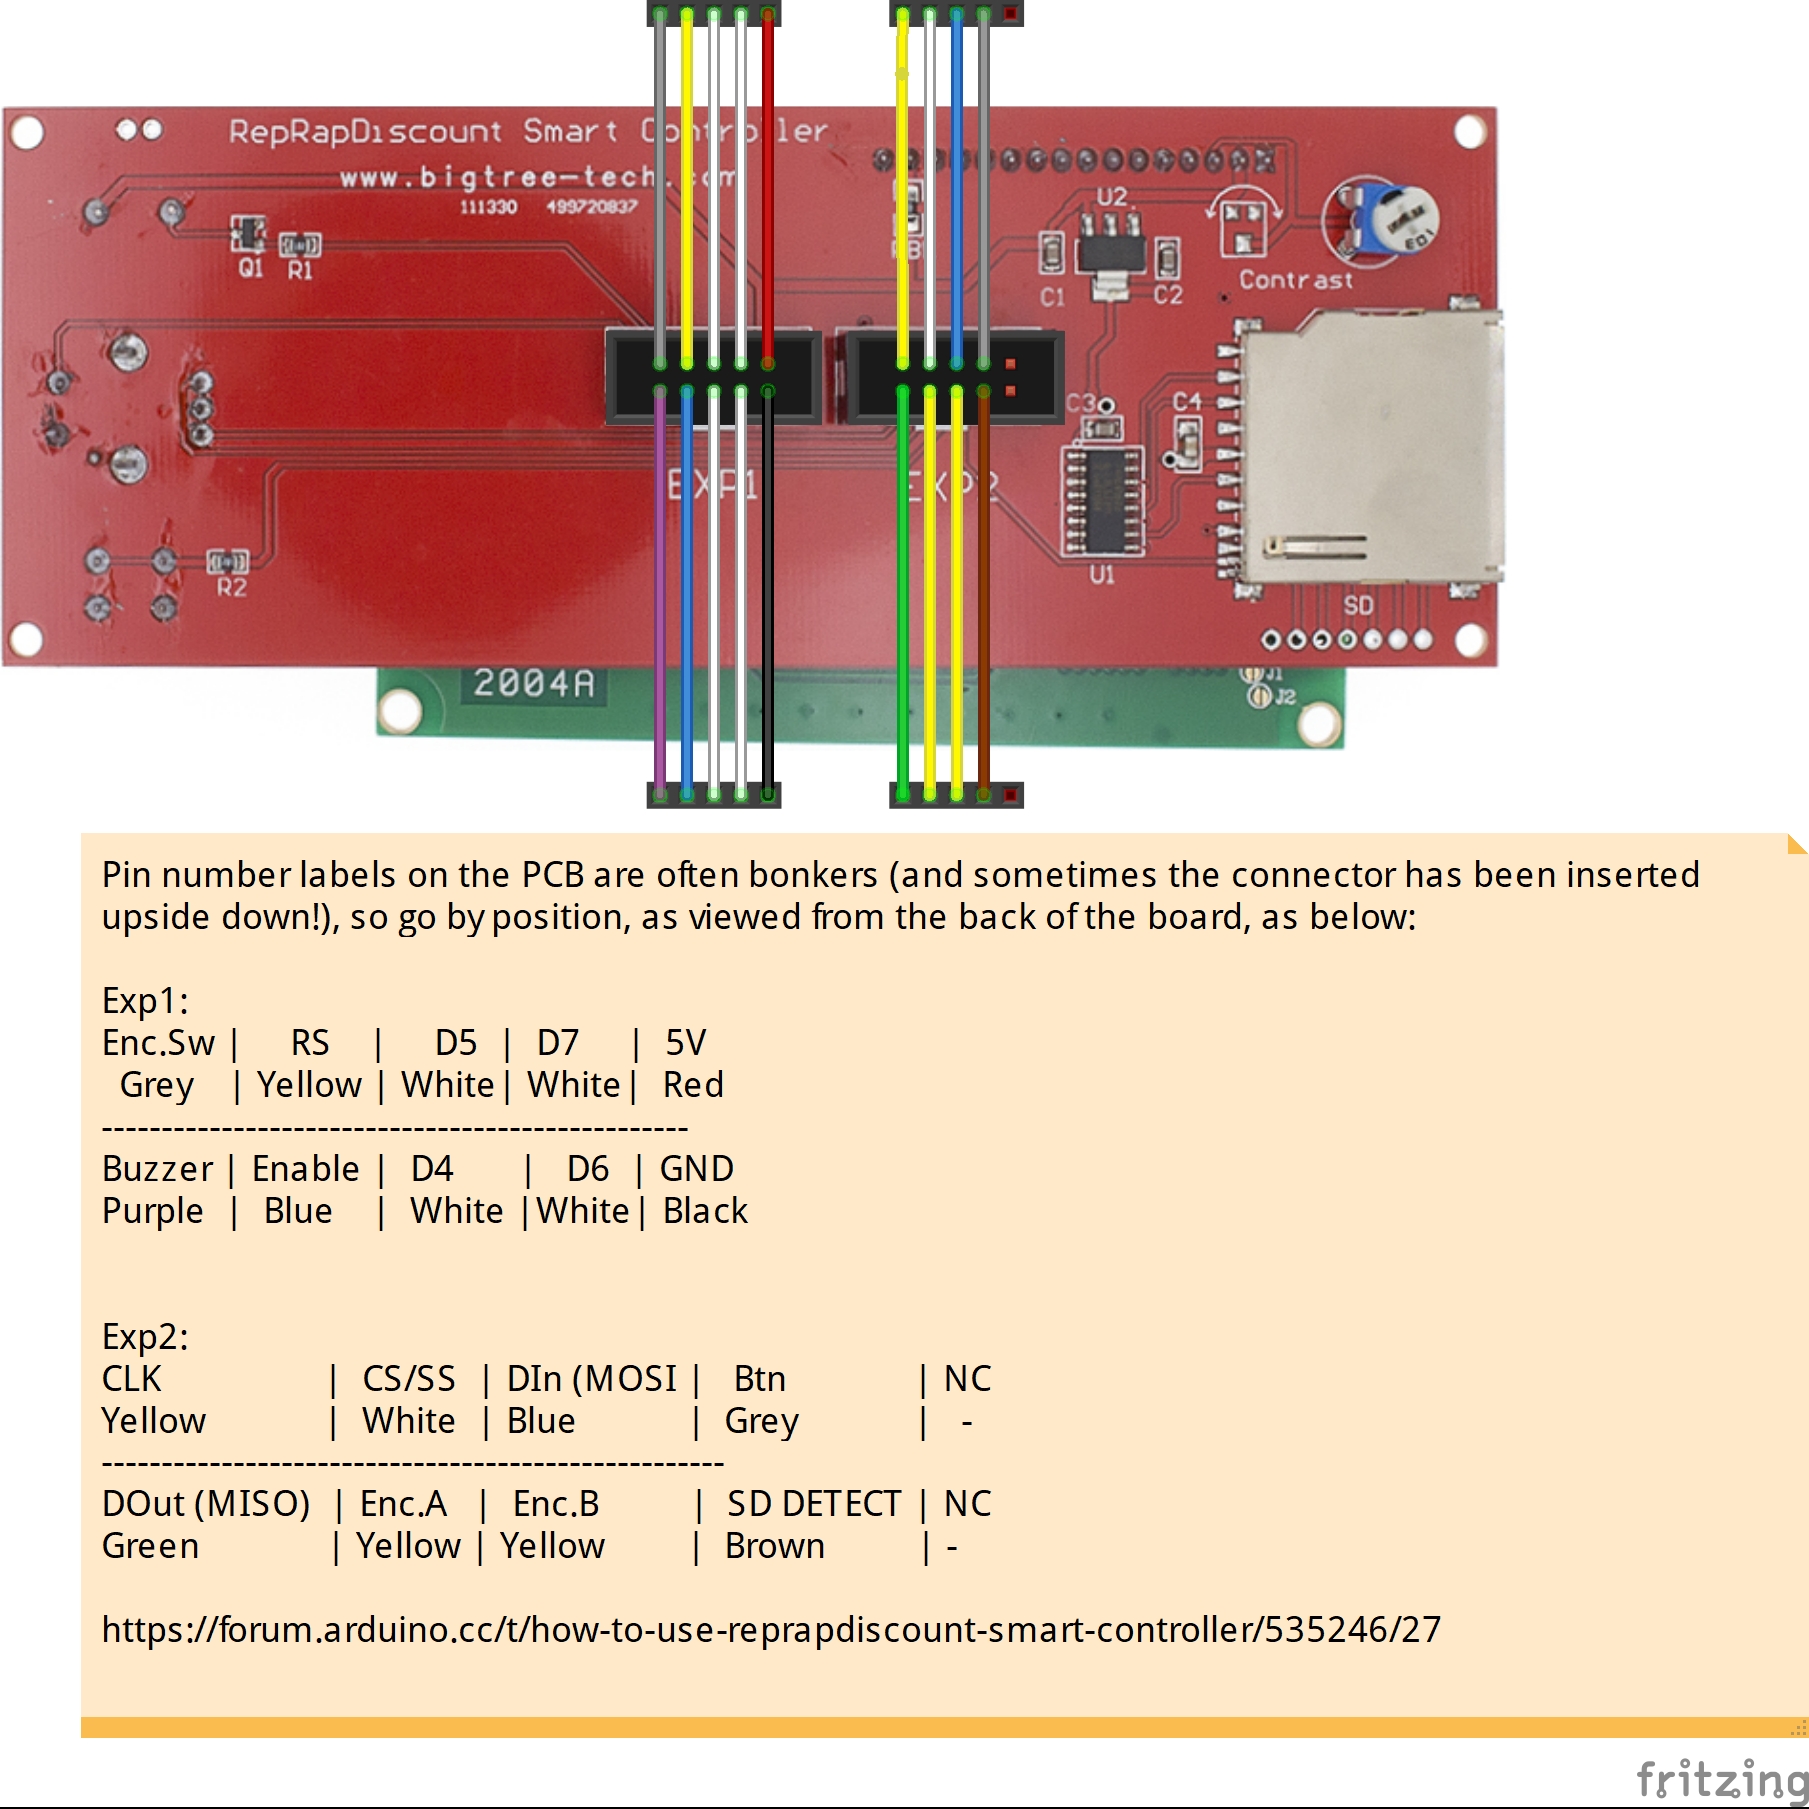 RepRapDiscount Smart Controller
www.bigtree-tech.com
111330 499720837
U2
Q1
R1
C1
C2
Contrast
C3
C4
EXP1
EXP2
U1
R2
SD
2004A
J1
J2
Pin number labels on the PCB are often bonkers (and sometimes the connector has been inserted
upside down!), so go by position, as viewed from the back of the board, as below:
Exp1:
Enc.Sw | RS | D5 | D7 | 5V
Grey | Yellow | White | White | Red
-------------------------------------------------
Buzzer | Enable | D4 | D6 | GND
Purple | Blue | White | White | Black
Exp2:
CLK | CS/SS | DIn (MOSI | Btn | NC
Yellow | White | Blue | Grey | -
----------------------------------------------------
DOut (MISO) | Enc.A | Enc.B | SD DETECT | NC
Green | Yellow | Yellow | Brown | -
https://forum.arduino.cc/t/how-to-use-reprapdiscount-smart-controller/535246/27
fritzing